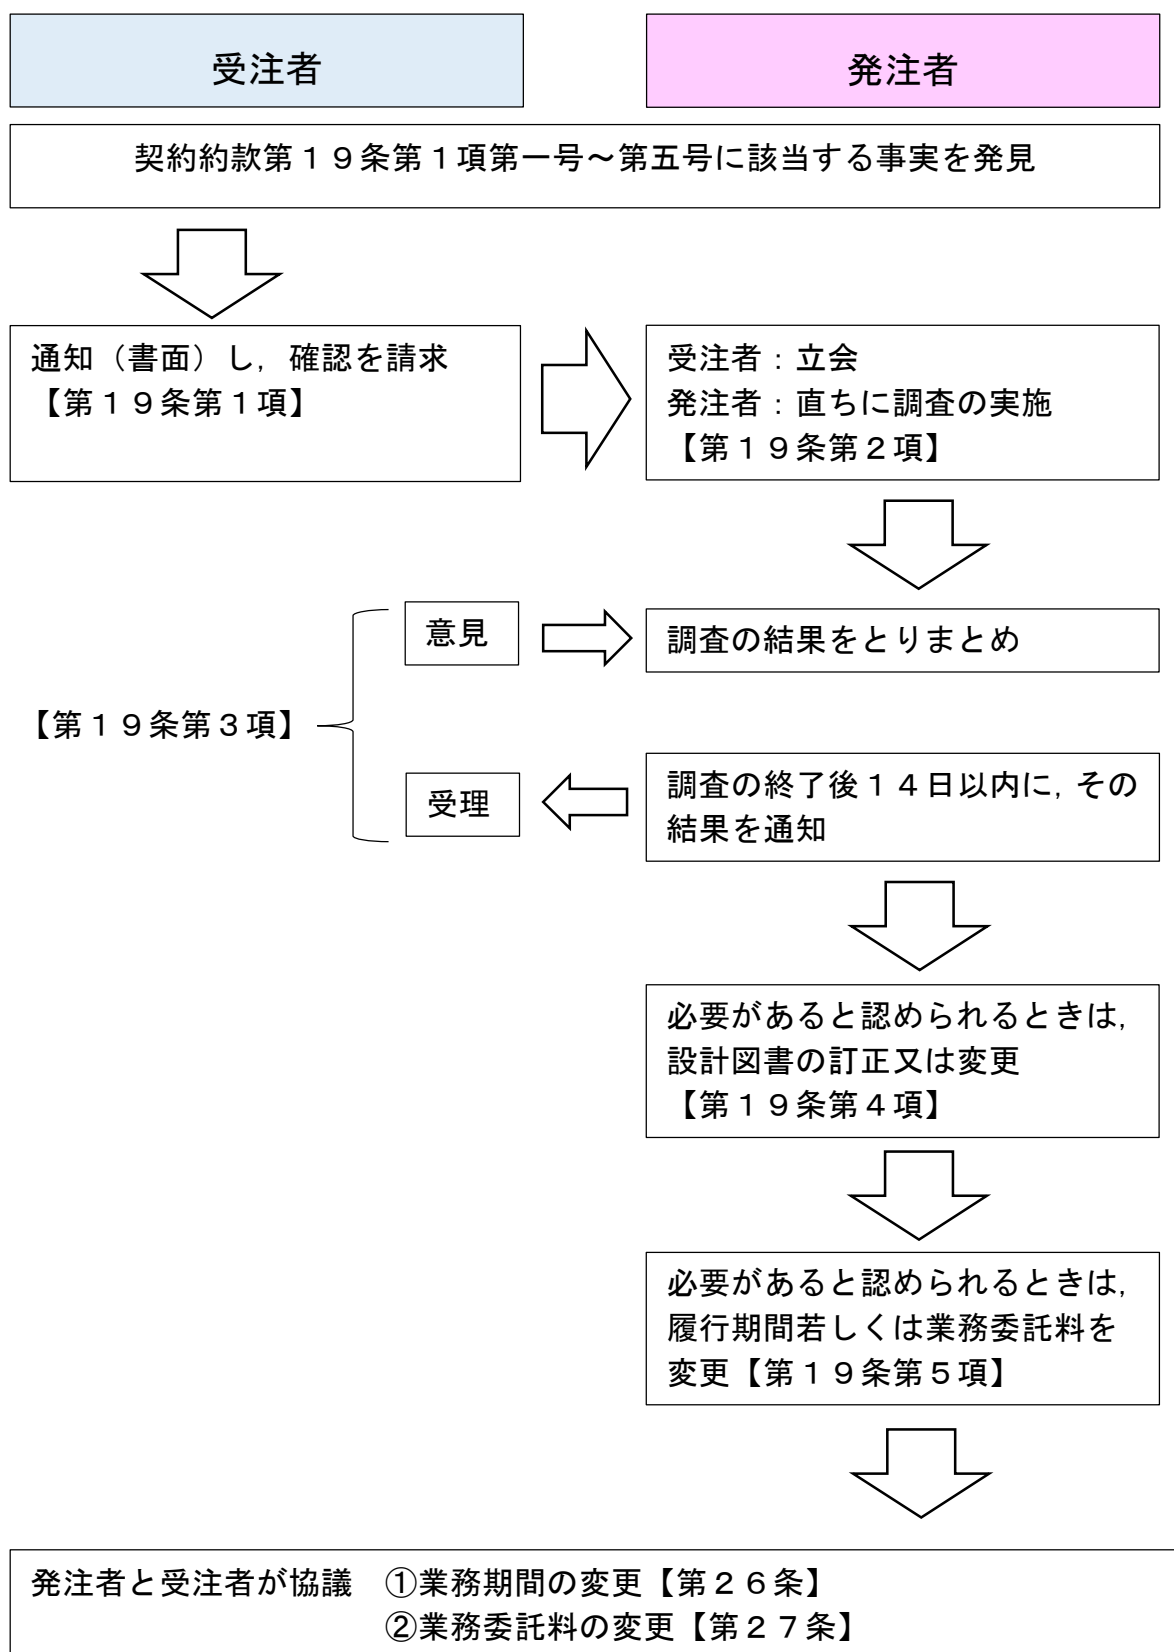 受注者
発注者
契約約款第１９条第１項第一号～第五号に該当する事実を発見
通知（書面）し，確認を請求
【第１９条第１項】
受注者：立会
発注者：直ちに調査の実施
【第１９条第２項】
意見
調査の結果をとりまとめ
【第１９条第３項】
受理
調査の終了後１４日以内に，その
結果を通知
必要があると認められるときは，
設計図書の訂正又は変更
【第１９条第４項】
必要があると認められるときは，
履行期間若しくは業務委託料を
変更【第１９条第５項】
発注者と受注者が協議　①業務期間の変更【第２６条】
②業務委託料の変更【第２７条】